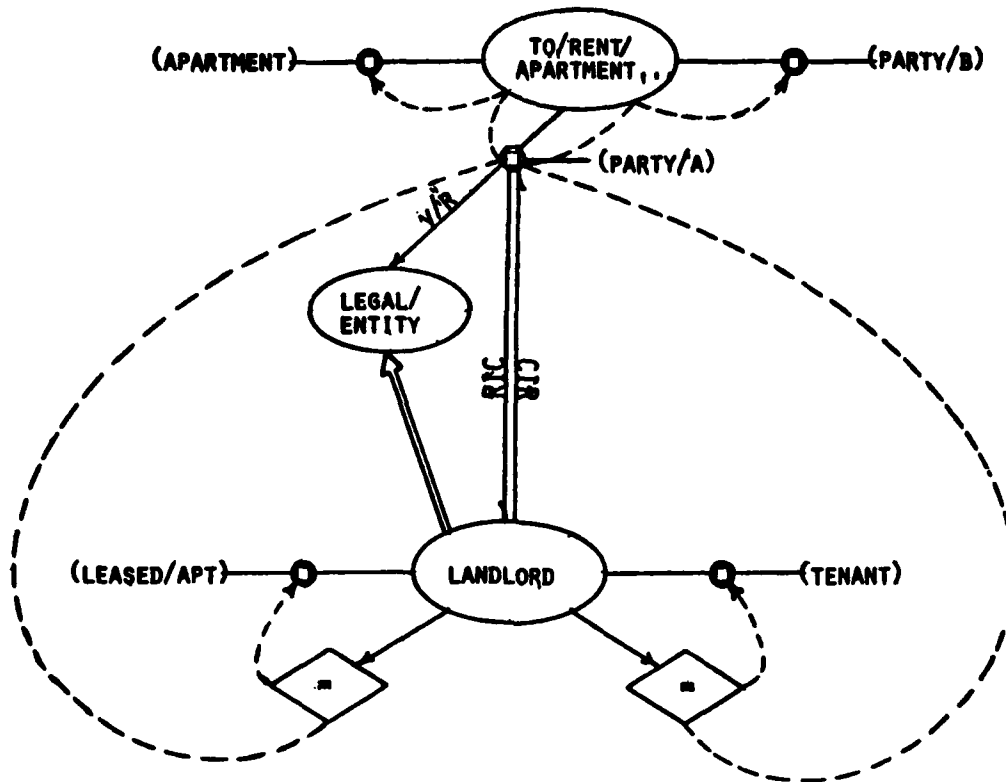 (APARTMENT)
TO/RENT/
APARTMENT,,
(PARTY/B)
(PARTY/A)
V/R
LEGAL/
ENTITY
(LEASED/APT)
LANDLORD
(TENANT)
=
=